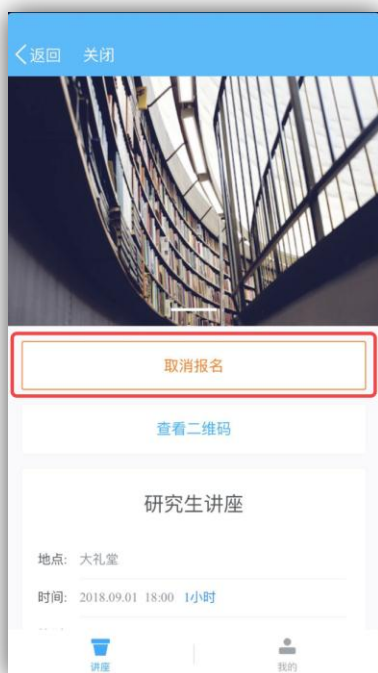 返回 关闭
取消报名
查看二维码
研究生讲座
地点: 大礼堂
时间: 2018.09.01 18:00 1小时
讲座 我的